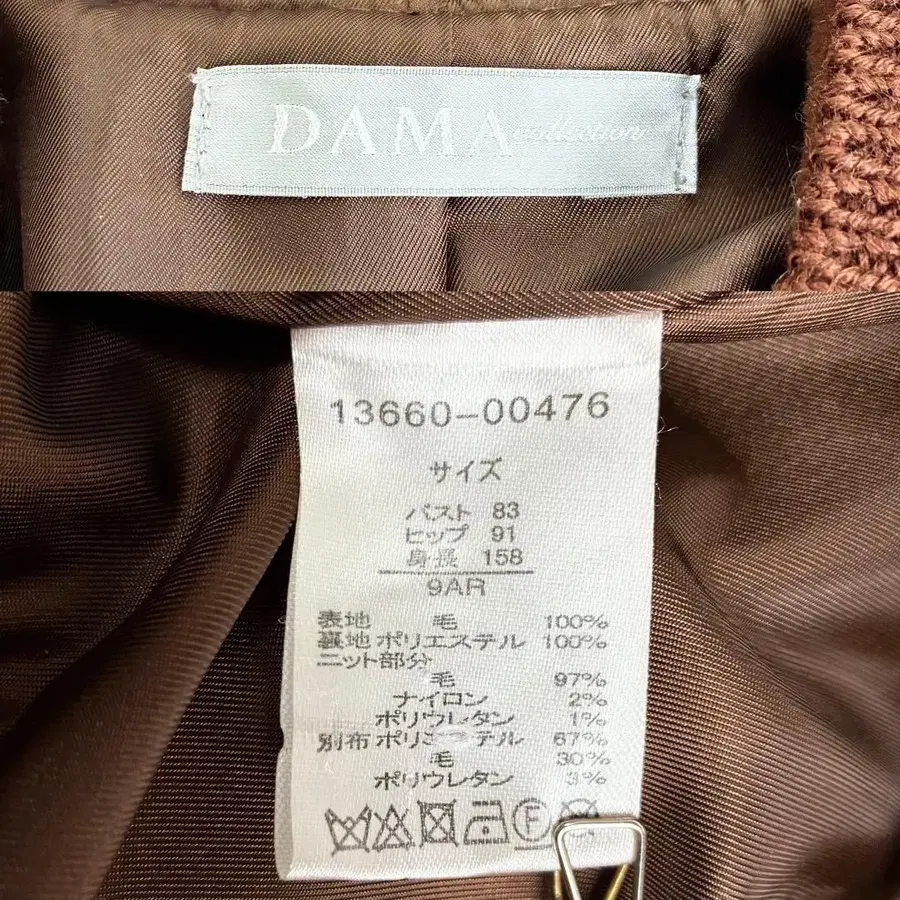 DAMA collection
13660-00476
サイズ
バスト 83
ヒップ 91
身長 158
9AR
表地 毛 100%
裏地 ポリエステル 100%
ニット部分
毛 97%
ナイロン 2%
ポリウレタン 1%
別布 ポリエステル 67%
毛 30%
ポリウレタン 3%
F